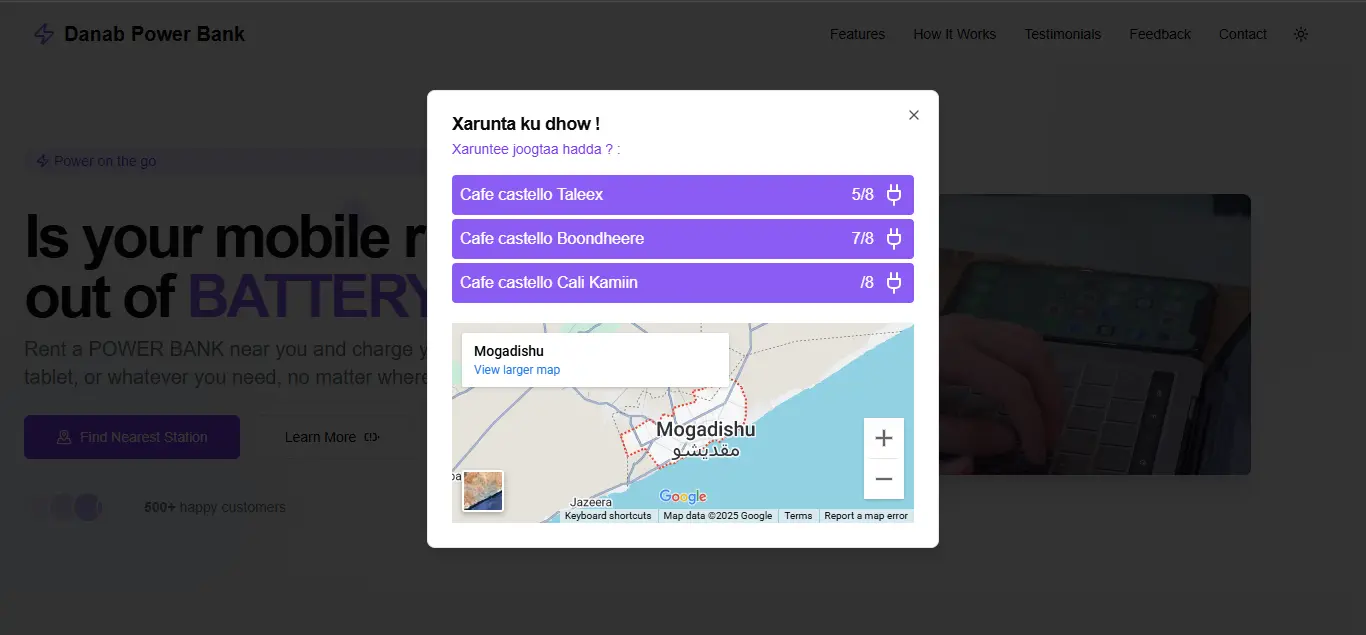 Danab Power Bank
Features
How It Works
Testimonials
Feedback
Contact
Power on the go
Is your mobile r
out of BATTERY
Rent a POWER BANK near you and charge y
tablet, or whatever you need, no matter where
Find Nearest Station
Learn More
500+ happy customers
Xarunta ku dhow !
Xaruntee joogtaa hadda ? :
Cafe castello Taleex 5/8
Cafe castello Boondheere 7/8
Cafe castello Cali Kamiin /8
Mogadishu
View larger map
Mogadishu
مقديشو
Jazeera
Google
Keyboard shortcuts
Map data ©2025 Google
Terms
Report a map error